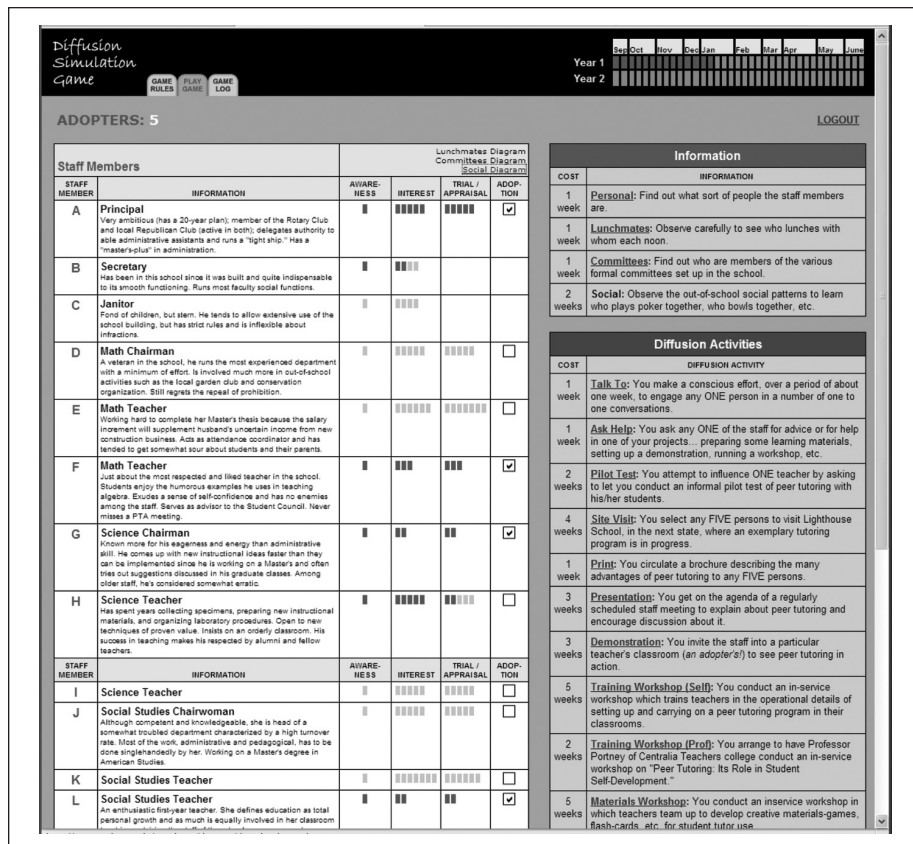 Diffusion
Simulation
Game
GAME RULES
PLAY GAME
GAME LOG
Sep Oct Nov Dec Jan Feb Mar Apr May June
Year 1
Year 2
ADOPTERS: 5
LOGOUT
Staff Members
Lunchmates Diagram
Committees Diagram
Social Diagram
STAFF MEMBER INFORMATION AWARE-NESS INTEREST TRIAL / APPRAISAL ADOP-TION
A Principal
Very ambitious (has a 20-year plan); member of the Rotary Club
and local Republican Club (active in both); delegates authority to
able administrative assistants and runs a "tight ship." Has a
"master's-plus" in administration.
B Secretary
Has been in this school since it was built and quite indispensable
to its smooth functioning. Runs most faculty social functions.
C Janitor
Fond of children, but stern. He tends to allow extensive use of the
school building, but has strict rules and is inflexible about
infractions.
D Math Chairman
A veteran in the school, he runs the most experienced department
with a minimum of effort. Is involved much more in out-of-school
activities such as the local garden club and conservation
organization. Still regrets the repeal of prohibition.
E Math Teacher
Working hard to complete her Master's thesis because the salary
increment will supplement husband's uncertain income from new
construction business. Acts as attendance coordinator and has
tended to get somewhat sour about students and their parents.
F Math Teacher
Just about the most respected and liked teacher in the school.
Students enjoy the humorous examples he uses in teaching
algebra. Exudes a sense of self-confidence and has no enemies
among the staff. Serves as advisor to the Student Council. Never
misses a PTA meeting.
G Science Chairman
Known more for his eagerness and energy than administrative
skill. He comes up with new instructional ideas faster than they
can be implemented since he is working on a Master's and often
tries out suggestions discussed in his graduate classes. Among
older staff, he's considered somewhat erratic.
H Science Teacher
Has spent years collecting specimens, preparing new instructional
materials, and organizing laboratory procedures. Open to new
techniques of proven value. Insists on an orderly classroom. His
success in teaching makes his respected by alumni and fellow
teachers.
STAFF MEMBER INFORMATION AWARE-NESS INTEREST TRIAL / APPRAISAL ADOP-TION
I Science Teacher
J Social Studies Chairwoman
Although competent and knowledgeable, she is head of a
somewhat troubled department characterized by a high turnover
rate. Most of the work, administrative and pedagogical, has to be
done singlehandedly by her. Working on a Master's degree in
American Studies.
K Social Studies Teacher
L Social Studies Teacher
An enthusiastic first-year teacher. She defines education as total
personal growth and as much is equally involved in her classroom
Information
COST INFORMATION
1 week Personal: Find out what sort of people the staff members
are.
1 week Lunchmates: Observe carefully to see who lunches with
whom each noon.
1 week Committees: Find out who are members of the various
formal committees set up in the school.
2 weeks Social: Observe the out-of-school social patterns to learn
who plays poker together, who bowls together, etc.
Diffusion Activities
COST DIFFUSION ACTIVITY
1 week Talk To: You make a conscious effort, over a period of about
one week, to engage any ONE person in a number of one to
one conversations.
1 week Ask Help: You ask any ONE of the staff for advice or for help
in one of your projects... preparing some learning materials,
setting up a demonstration, running a workshop, etc.
2 weeks Pilot Test: You attempt to influence ONE teacher by asking
to let you conduct an informal pilot test of peer tutoring with
his/her students.
4 weeks Site Visit: You select any FIVE persons to visit Lighthouse
School, in the next state, where an exemplary tutoring
program is in progress.
1 week Print: You circulate a brochure describing the many
advantages of peer tutoring to any FIVE persons.
3 weeks Presentation: You get on the agenda of a regularly
scheduled staff meeting to explain about peer tutoring and
encourage discussion about it.
3 weeks Demonstration: You invite the staff into a particular
teacher's classroom (an adopter's!) to see peer tutoring in
action.
5 weeks Training Workshop (Self): You conduct an in-service
workshop which trains teachers in the operational details of
setting up and carrying on a peer tutoring program in their
classrooms.
2 weeks Training Workshop (Prof): You arrange to have Professor
Portney of Centralia Teachers college conduct an in-service
workshop on "Peer Tutoring: Its Role in Student
Self-Development."
5 weeks Materials Workshop: You conduct an inservice workshop in
which teachers team up to develop creative materials-games,
flash-cards, etc. for student tutor use.